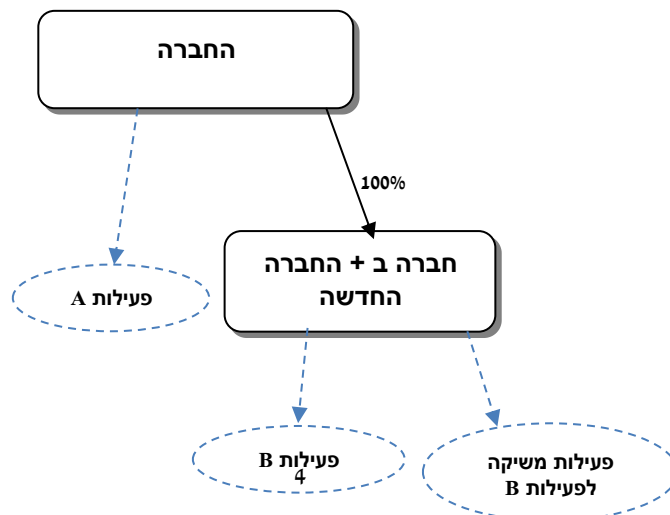 החברה
100%
חברה ב + החברה
החדשה
פעילות A
פעילות B
4
פעילות משיקה
לפעילות B